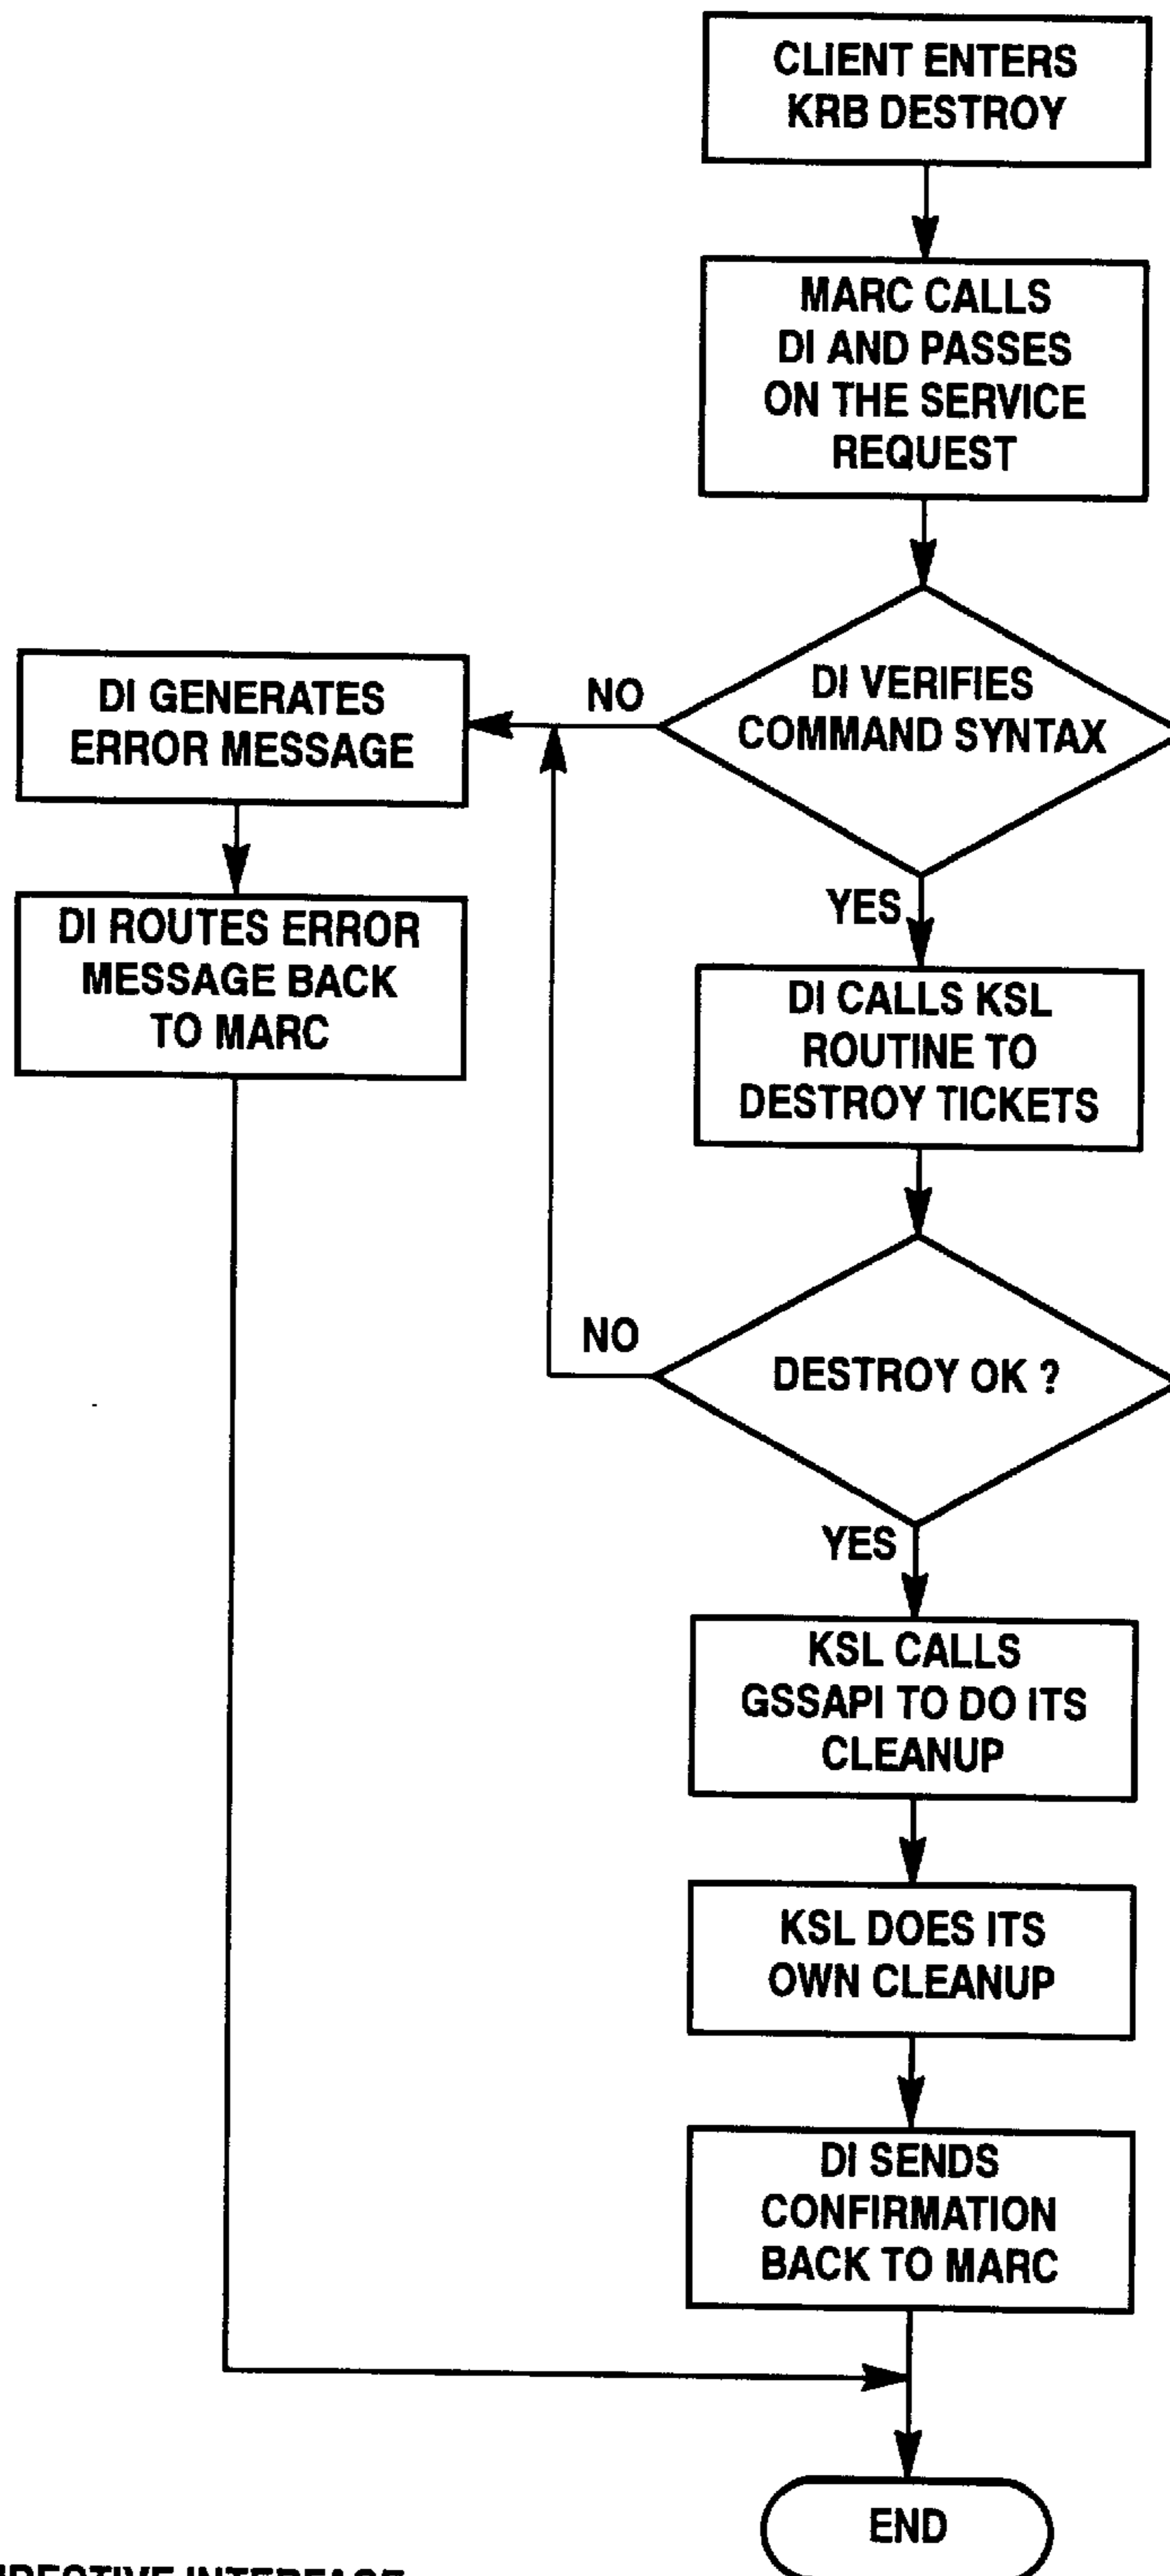 CLIENT ENTERS
KRB DESTROY
MARC CALLS
DI AND PASSES
ON THE SERVICE
REQUEST
DI VERIFIES
COMMAND SYNTAX
NO
DI GENERATES
ERROR MESSAGE
DI ROUTES ERROR
MESSAGE BACK
TO MARC
YES
DI CALLS KSL
ROUTINE TO
DESTROY TICKETS
DESTROY OK ?
NO
YES
KSL CALLS
GSSAPI TO DO ITS
CLEANUP
KSL DOES ITS
OWN CLEANUP
DI SENDS
CONFIRMATION
BACK TO MARC
END
INTERFACE